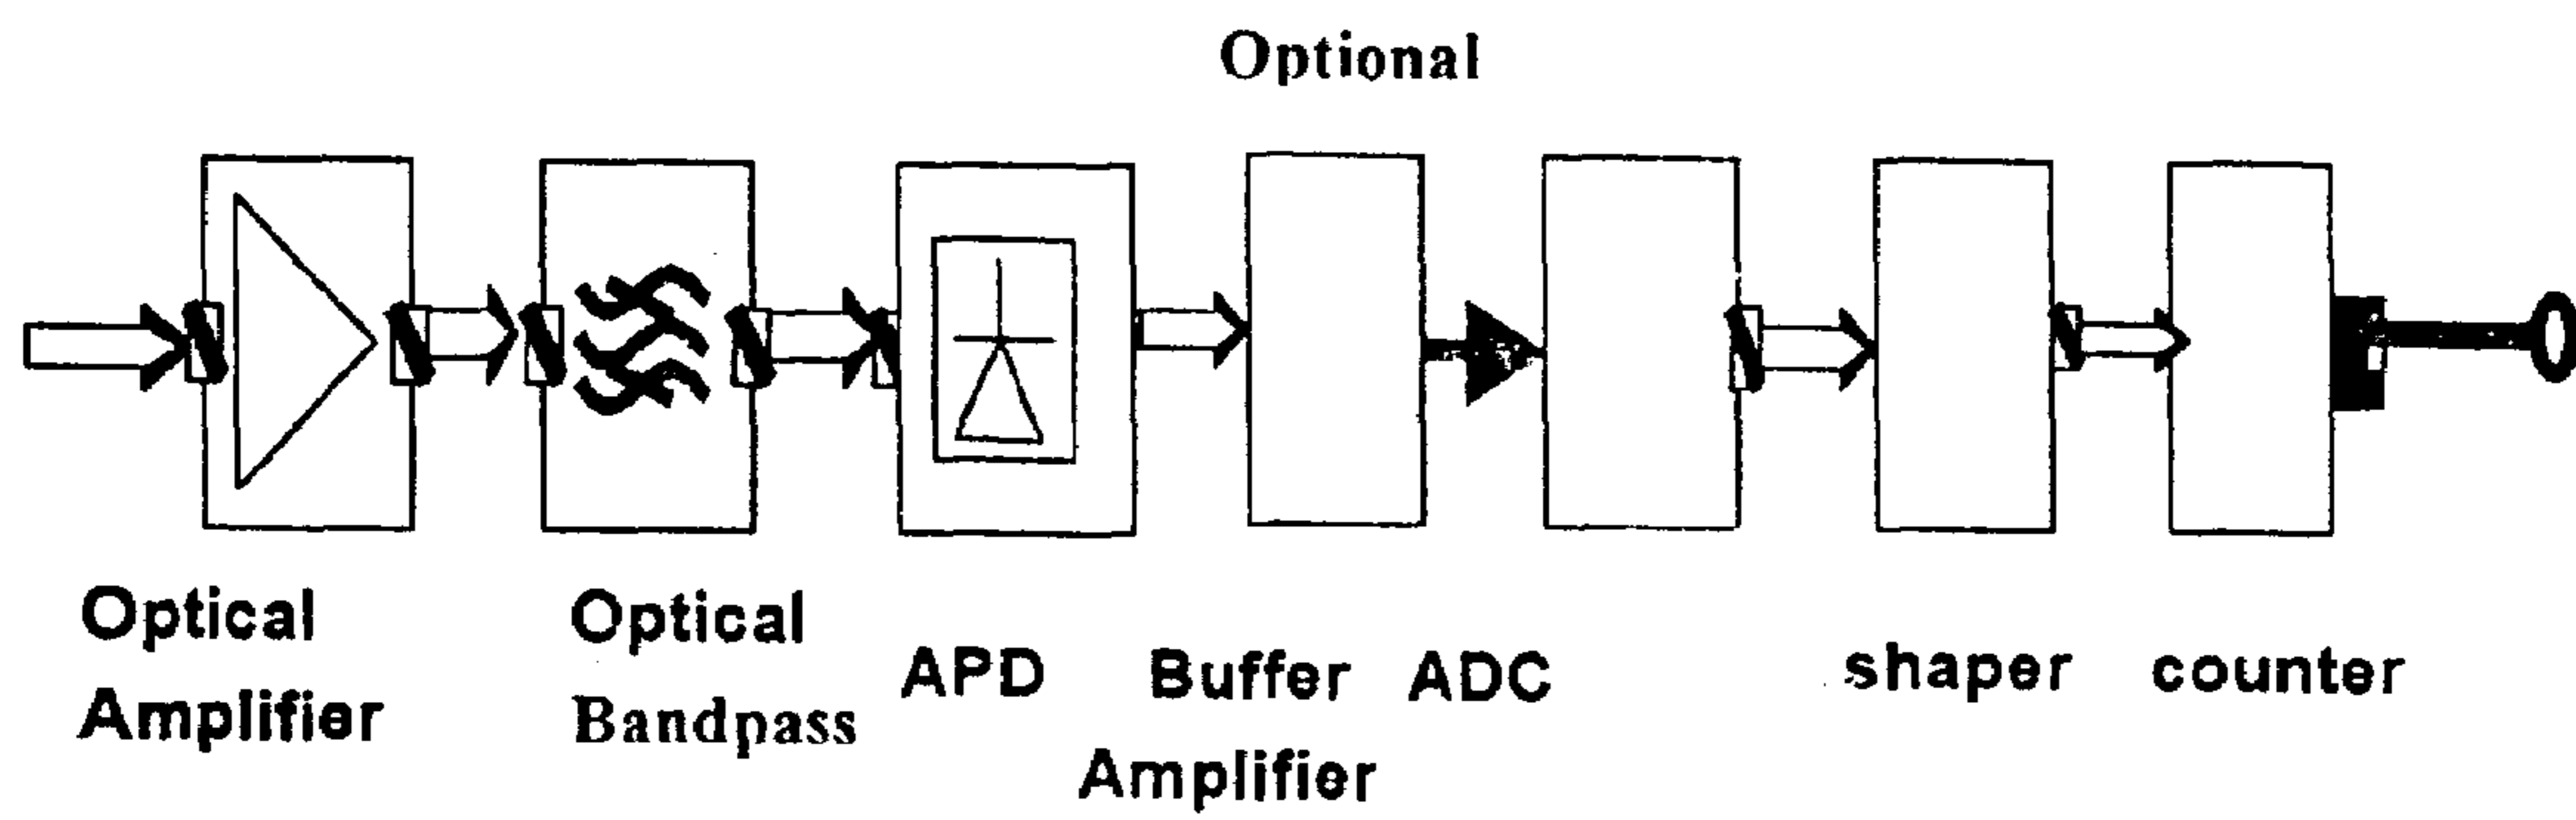 Optional
Optical
Amplifier
Optical
Bandpass
APD
Buffer
Amplifier
ADC
shaper
counter